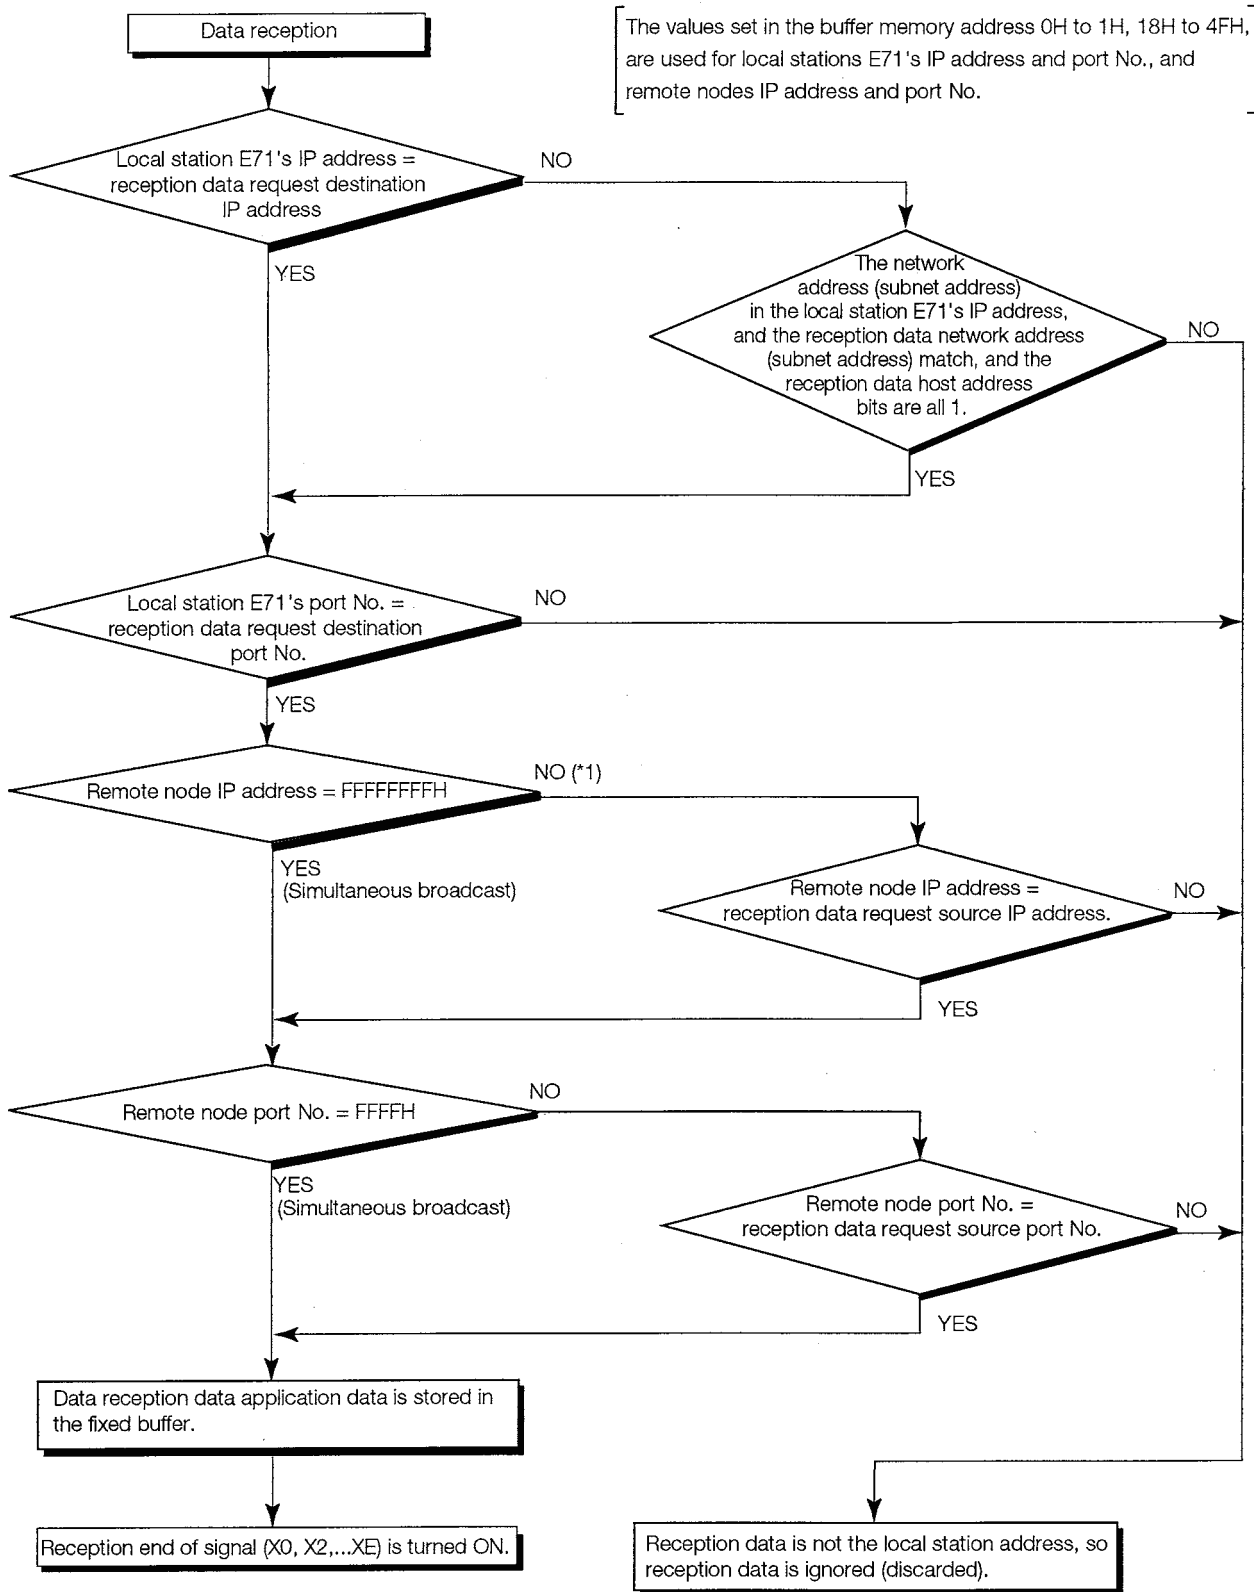 Data reception
The values set in the buffer memory address 0H to 1H, 18H to 4FH,
are used for local stations E71's IP address and port No., and
remote nodes IP address and port No.
Local station E71's IP address =
reception data request destination
IP address
NO
YES
The network
address (subnet address)
in the local station E71's IP address,
and the reception data network address
(subnet address) match, and the
reception data host address
bits are all 1.
NO
YES
Local station E71's port No. =
reception data request destination
port No.
NO
YES
Remote node IP address = FFFFFFFFH
NO (*1)
YES
(Simultaneous broadcast)
Remote node IP address =
reception data request source IP address.
NO
YES
Remote node port No. = FFFFH
NO
YES
(Simultaneous broadcast)
Remote node port No. =
reception data request source port No.
NO
YES
Data reception data application data is stored in
the fixed buffer.
Reception end of signal (X0, X2,...XE) is turned ON.
Reception data is not the local station address, so
reception data is ignored (discarded).